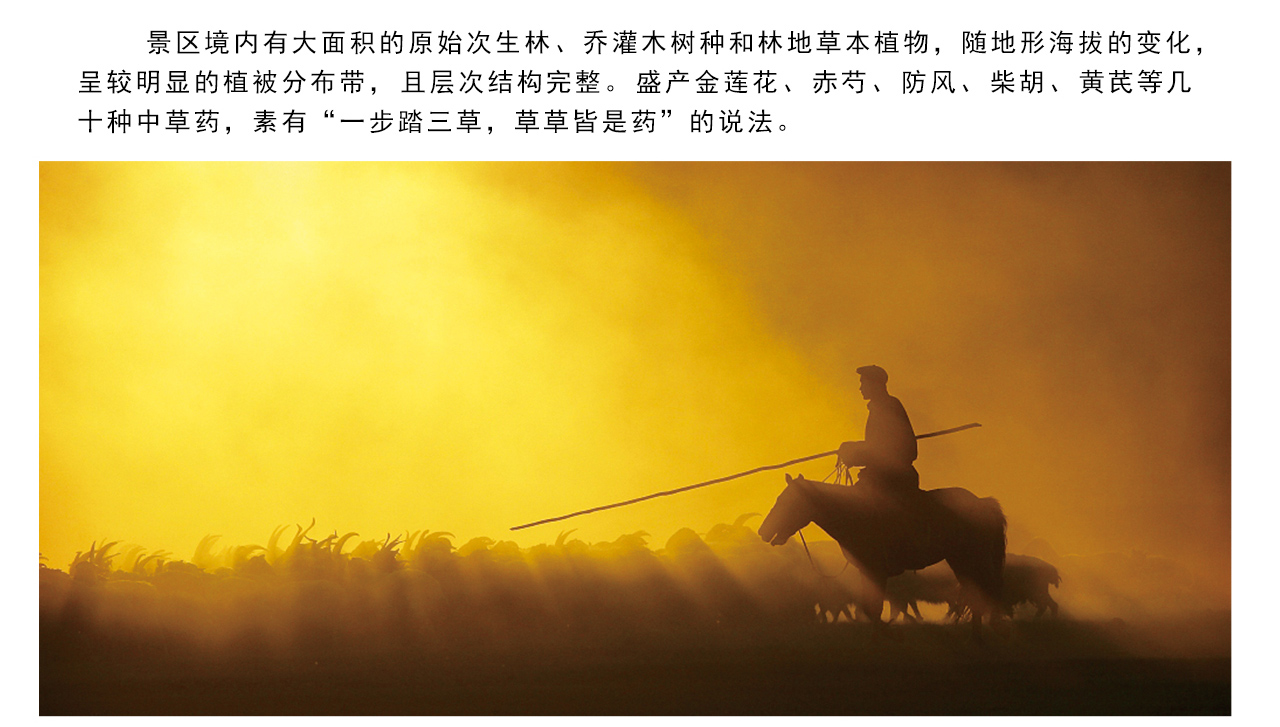 景区境内有大面积的原始次生林、乔灌木树种和林地草本植物，随地形海拔的变化，
呈较明显的植被分布带，且层次结构完整。盛产金莲花、赤芍、防风、柴胡、黄芪等几
十种中草药，素有“一步踏三草，草草皆是药”的说法。